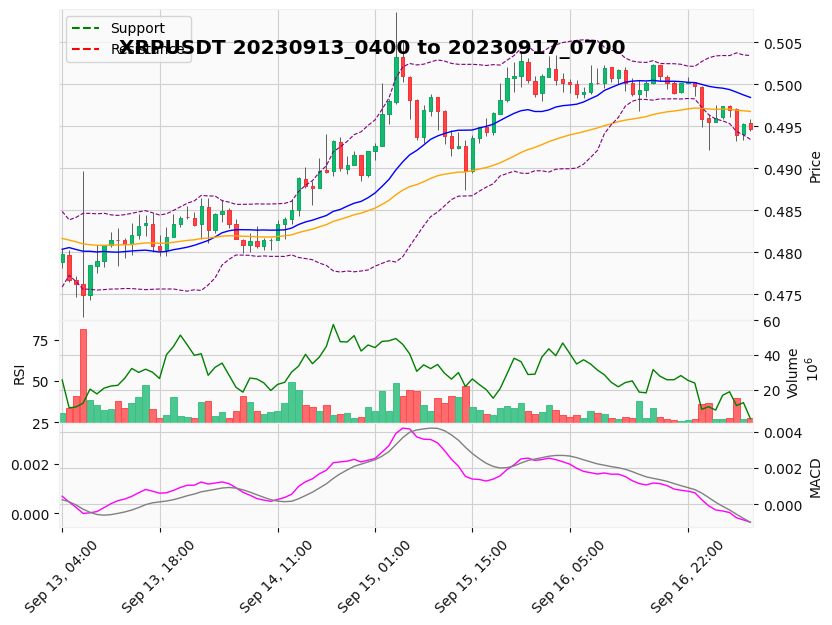 XRPUSDT 20230913_0400 to 20230917_0700
Support
Resistance
0.505
0.500
0.495
0.490
0.485
0.480
0.475
Price
75
50
25
RSI
60
40
20
Volume
10^6
0.002
0.000
0.004
0.002
0.000
MACD
Sep 13, 04:00
Sep 13, 18:00
Sep 14, 11:00
Sep 15, 01:00
Sep 15, 15:00
Sep 16, 05:00
Sep 16, 22:00